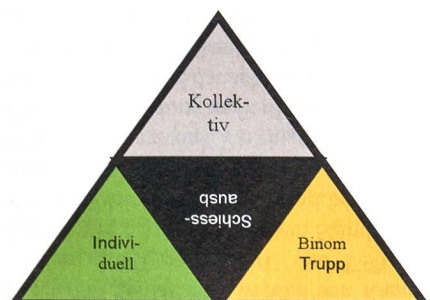 Kollek-
tiv
Schiess-
ausb
Indivi-
duell
Binom
Trupp